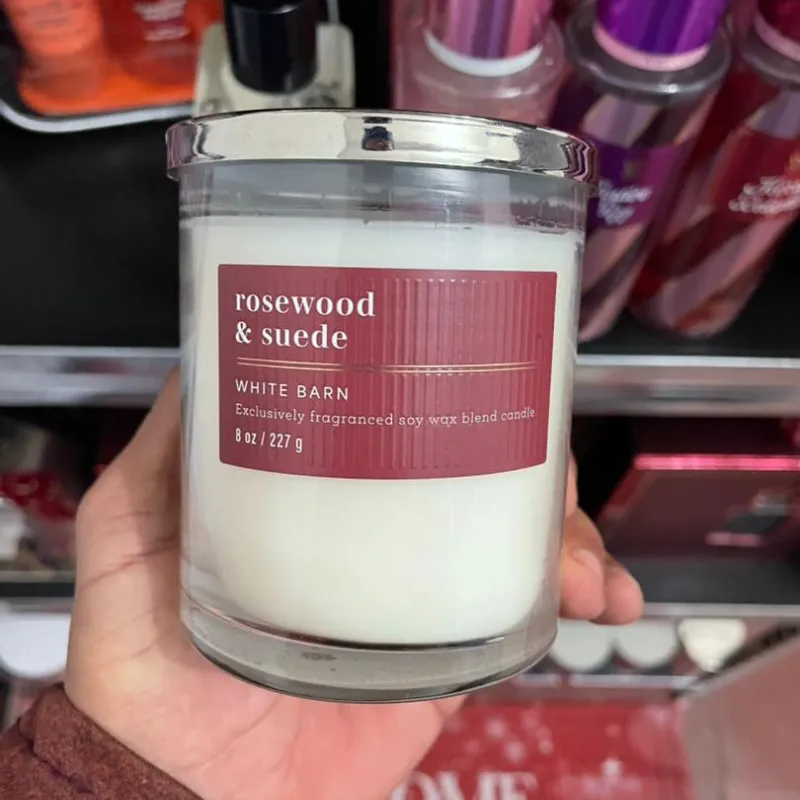 rosewood
& suede
WHITE BARN
Exclusively fragranced soy wax blend candle
8 oz / 227 g